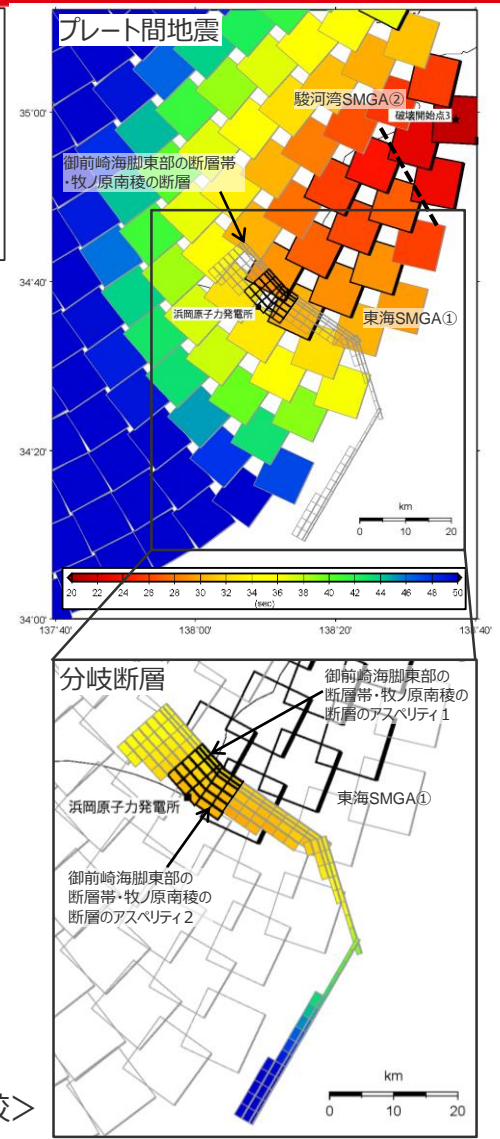 プレート間地震
駿河湾SMGA②
破壊開始点3
35°00'
御前崎海脚東部の断層帯
・牧ノ原南稜の断層
34°40'
浜岡原子力発電所
東海SMGA①
34°20'
km
0 10 20
20 22 24 26 28 30 32 34 36 38 40 42 44 46 48 50
(sec)
34°00'
137°40' 138°00' 138°20' 138°40'
分岐断層
御前崎海脚東部の
断層帯・牧ノ原南稜の
断層のアスペリティ1
浜岡原子力発電所
東海SMGA①
御前崎海脚東部の
断層帯・牧ノ原南稜の
断層のアスペリティ2
km
0 10 20
＞